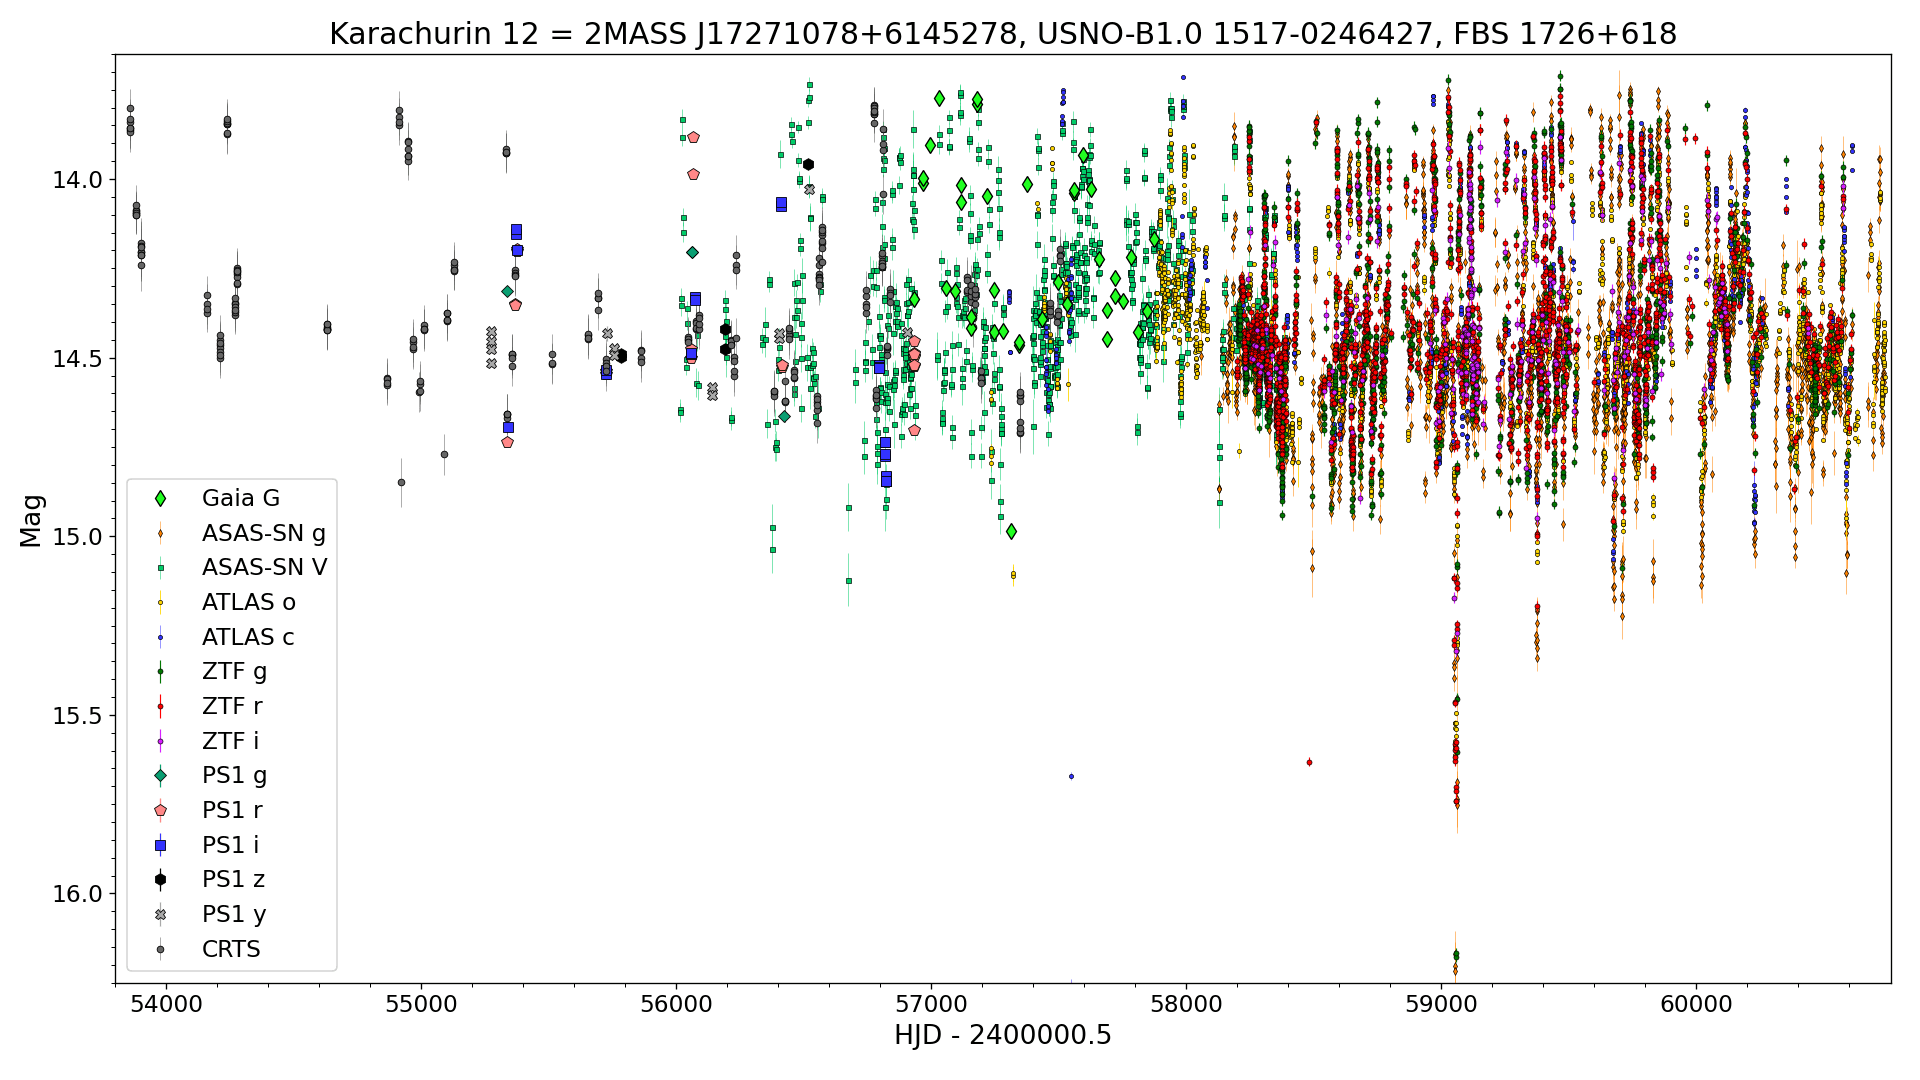 Karachurin 12 = 2MASS J17271078+6145278, USNO-B1.0 1517-0246427, FBS 1726+618
Mag
14.0
14.5
15.0
15.5
16.0
Gaia G
ASAS-SN g
ASAS-SN V
ATLAS o
ATLAS c
ZTF g
ZTF r
ZTF i
PS1 g
PS1 r
PS1 i
PS1 z
PS1 y
CRTS
54000 55000 56000 57000 58000 59000 60000
HJD - 2400000.5